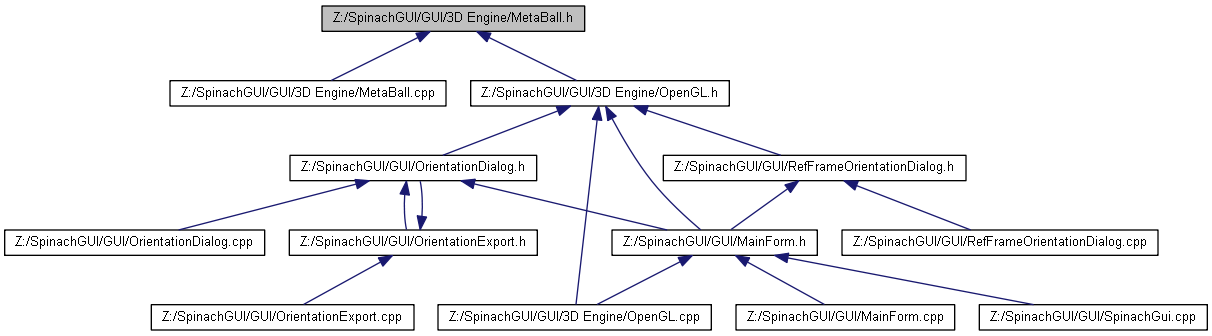 Z:/SpinachGUI/GUI/3D Engine/MetaBall.h
Z:/SpinachGUI/GUI/3D Engine/MetaBall.cpp
Z:/SpinachGUI/GUI/3D Engine/OpenGL.h
Z:/SpinachGUI/GUI/OrientationDialog.h
Z:/SpinachGUI/GUI/RefFrameOrientationDialog.h
Z:/SpinachGUI/GUI/OrientationDialog.cpp
Z:/SpinachGUI/GUI/OrientationExport.h
Z:/SpinachGUI/GUI/MainForm.h
Z:/SpinachGUI/GUI/RefFrameOrientationDialog.cpp
Z:/SpinachGUI/GUI/OrientationExport.cpp
Z:/SpinachGUI/GUI/3D Engine/OpenGL.cpp
Z:/SpinachGUI/GUI/MainForm.cpp
Z:/SpinachGUI/GUI/SpinachGui.cpp